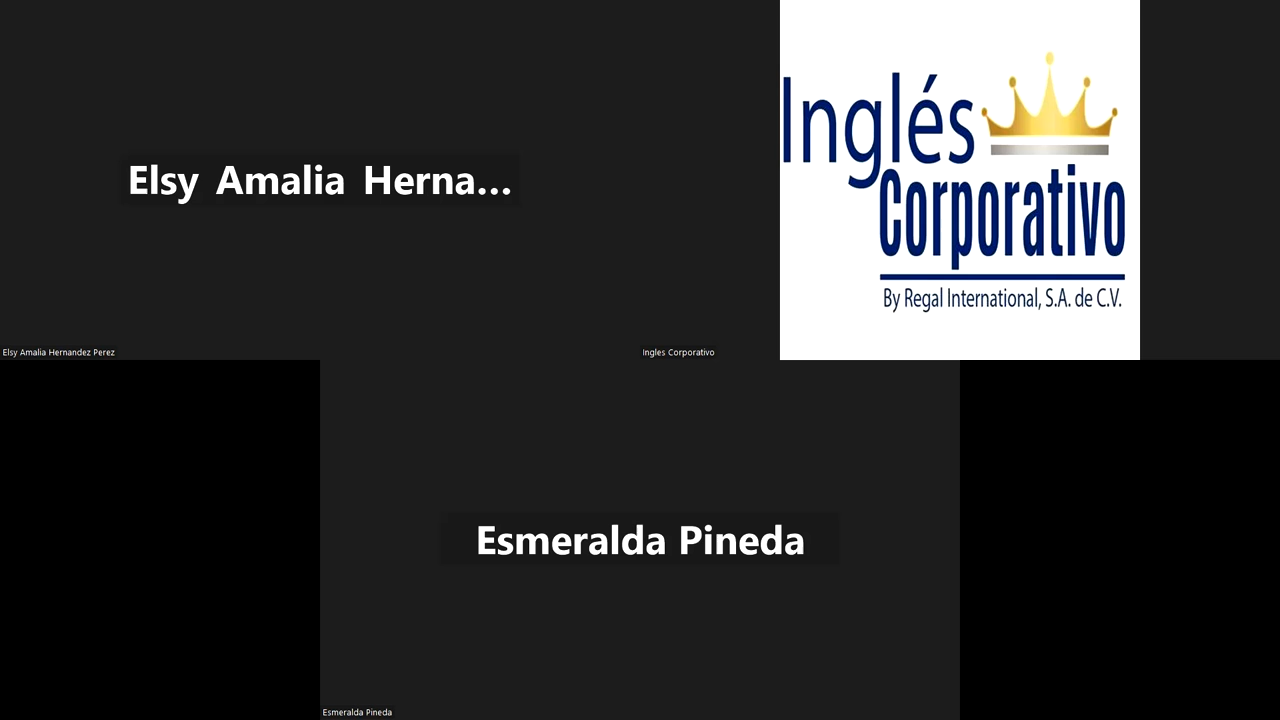 Elsy Amalia Herna...
Elsy Amalia Hernandez Perez
Inglés
Corporativo
By Regal International, S.A. de C.V.
Ingles Corporativo
Esmeralda Pineda
Esmeralda Pineda